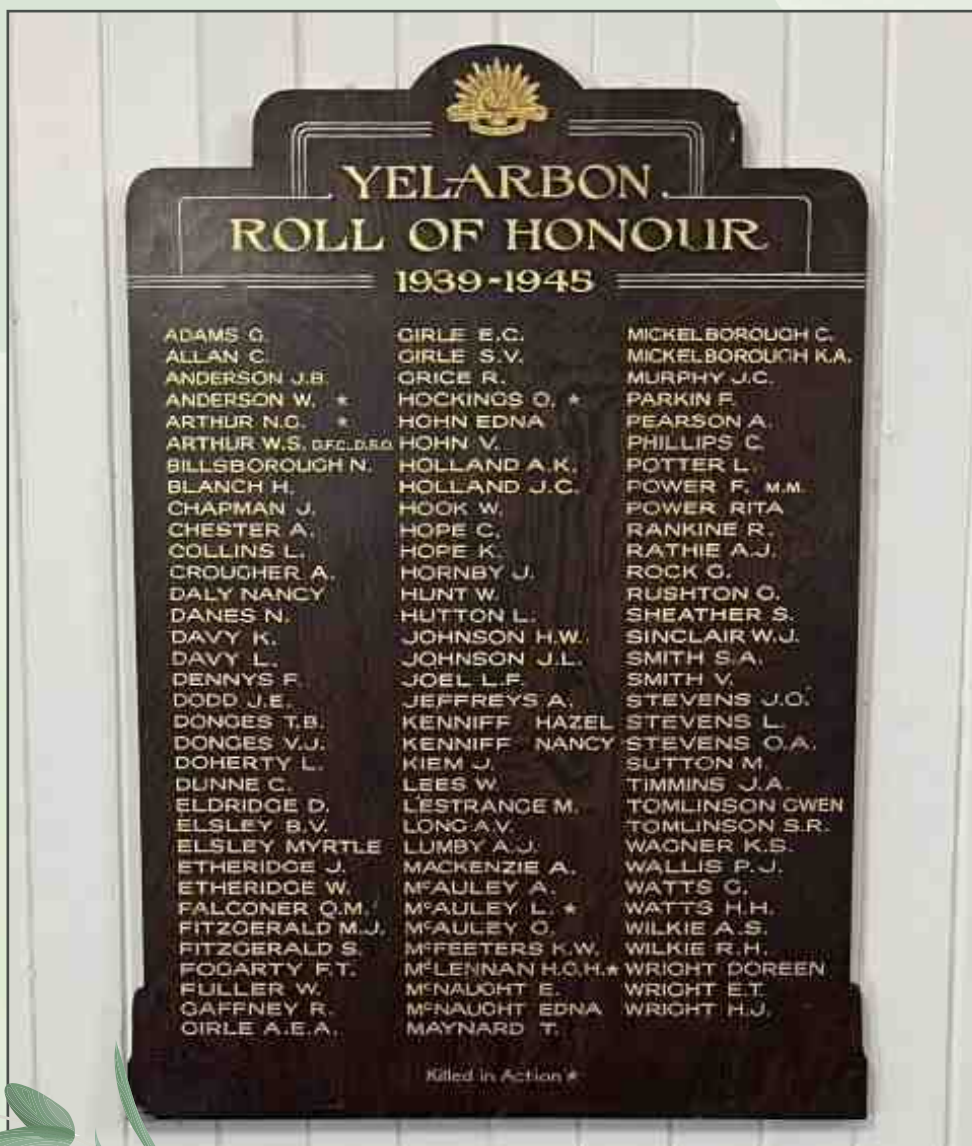 YELARBON
ROLL OF HONOUR
1939-1945
ADAMS G.
ALLAN C.
ANDERSON J.B.
ANDERSON W. *
ARTHUR N.G. *
ARTHUR W.S. D.F.C. D.S.O.
BILLSBOROUGH N.
BLANCH H.
CHAPMAN J.
CHESTER A.
COLLINS L.
CROUGHER A.
DALY NANCY
DANES N.
DAVY K.
DAVY L.
DENNYS F.
DODD J.E.
DONGES T.B.
DONGES V.J.
DOHERTY L.
DUNNE C.
ELDRIDGE D.
ELSLEY B.V.
ELSLEY MYRTLE
ETHERIDGE J.
ETHERIDGE W.
FALCONER O.M.
FITZGERALD M.J.
FITZGERALD S.
FOGARTY F.T.
FULLER W.
GAFFNEY R.
GIRLE A.E.A.
GIRLE E.C.
GIRLE S.V.
GRICE R.
HOCKINGS O. *
HOHN EDNA
HOHN V.
HOLLAND A.K.
HOLLAND J.C.
HOOK W.
HOPE C.
HOPE K.
HORNBY J.
HUNT W.
HUTTON L.
JOHNSON H.W.
JOHNSON J.L.
JOEL L.F.
JEFFREYS A.
KENNIFF HAZEL
KENNIFF NANCY
KIEM J.
LEES W.
L'ESTRANGE M.
LONG A.V.
LUMBY A.J.
MACKENZIE A.
McAULEY A.
McAULEY L. *
McAULEY O.
McFEETERS K.W.
McLENNAN H.G.H. *
McNAUGHT E.
McNAUGHT EDNA
MAYNARD T.
MICKELBOROUGH C.
MICKELBOROUGH K.A.
MURPHY J.C.
PARKIN F.
PEARSON A.
PHILLIPS C.
POTTER L.
POWER F. M.M.
POWER RITA
RANKINE R.
RATHIE A.J.
ROCK G.
RUSHTON O.
SHEATHER S.
SINCLAIR W.J.
SMITH S.A.
SMITH V.
STEVENS J.O.
STEVENS L.
STEVENS O.A.
SUTTON M.
TIMMINS J.A.
TOMLINSON GWEN
TOMLINSON S.R.
WAGNER K.S.
WALLIS P.J.
WATTS G.
WATTS H.H.
WILKIE A.S.
WILKIE R.H.
WRIGHT DOREEN
WRIGHT E.T.
WRIGHT H.J.
Killed in Action *